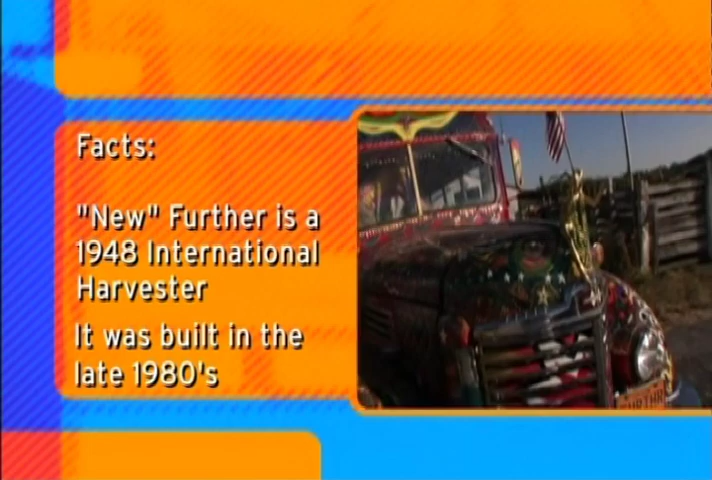 Facts:
"New" Further is a
1948 International
Harvester
It was built in the
late 1980's